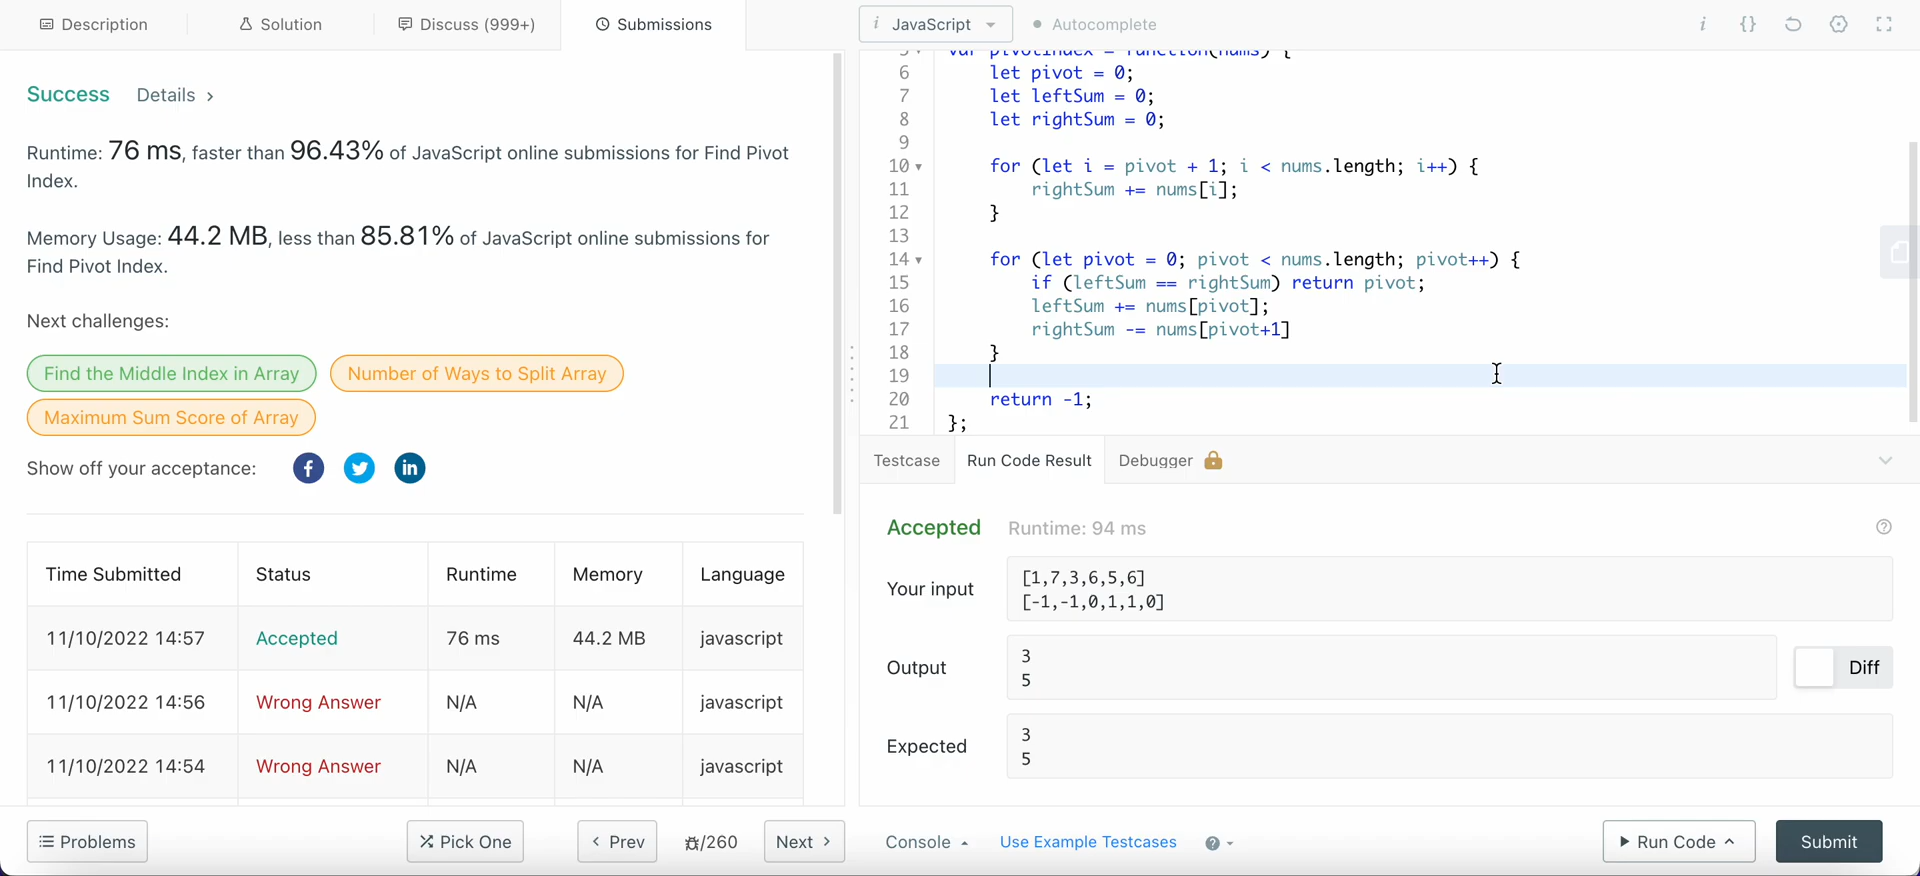 Description
Solution
Discuss (999+)
Submissions
i JavaScript
Autocomplete
i {}
Success Details >
Runtime: 76 ms, faster than 96.43% of JavaScript online submissions for Find Pivot
Index.
Memory Usage: 44.2 MB, less than 85.81% of JavaScript online submissions for
Find Pivot Index.
Next challenges:
Find the Middle Index in Array
Number of Ways to Split Array
Maximum Sum Score of Array
Show off your acceptance:
Time Submitted Status Runtime Memory Language
11/10/2022 14:57 Accepted 76 ms 44.2 MB javascript
11/10/2022 14:56 Wrong Answer N/A N/A javascript
11/10/2022 14:54 Wrong Answer N/A N/A javascript
Problems
Pick One
< Prev
/260
Next >
5 var pivotIndex = function(nums) {
6 let pivot = 0;
7 let leftSum = 0;
8 let rightSum = 0;
9
10 for (let i = pivot + 1; i < nums.length; i++) {
11 rightSum += nums[i];
12 }
13
14 for (let pivot = 0; pivot < nums.length; pivot++) {
15 if (leftSum == rightSum) return pivot;
16 leftSum += nums[pivot];
17 rightSum -= nums[pivot+1]
18 }
19
20 return -1;
21 };
Testcase
Run Code Result
Debugger
Accepted Runtime: 94 ms
Your input
[1,7,3,6,5,6]
[-1,-1,0,1,1,0]
Output
3
5
Diff
Expected
3
5
Console
Use Example Testcases
Run Code
Submit